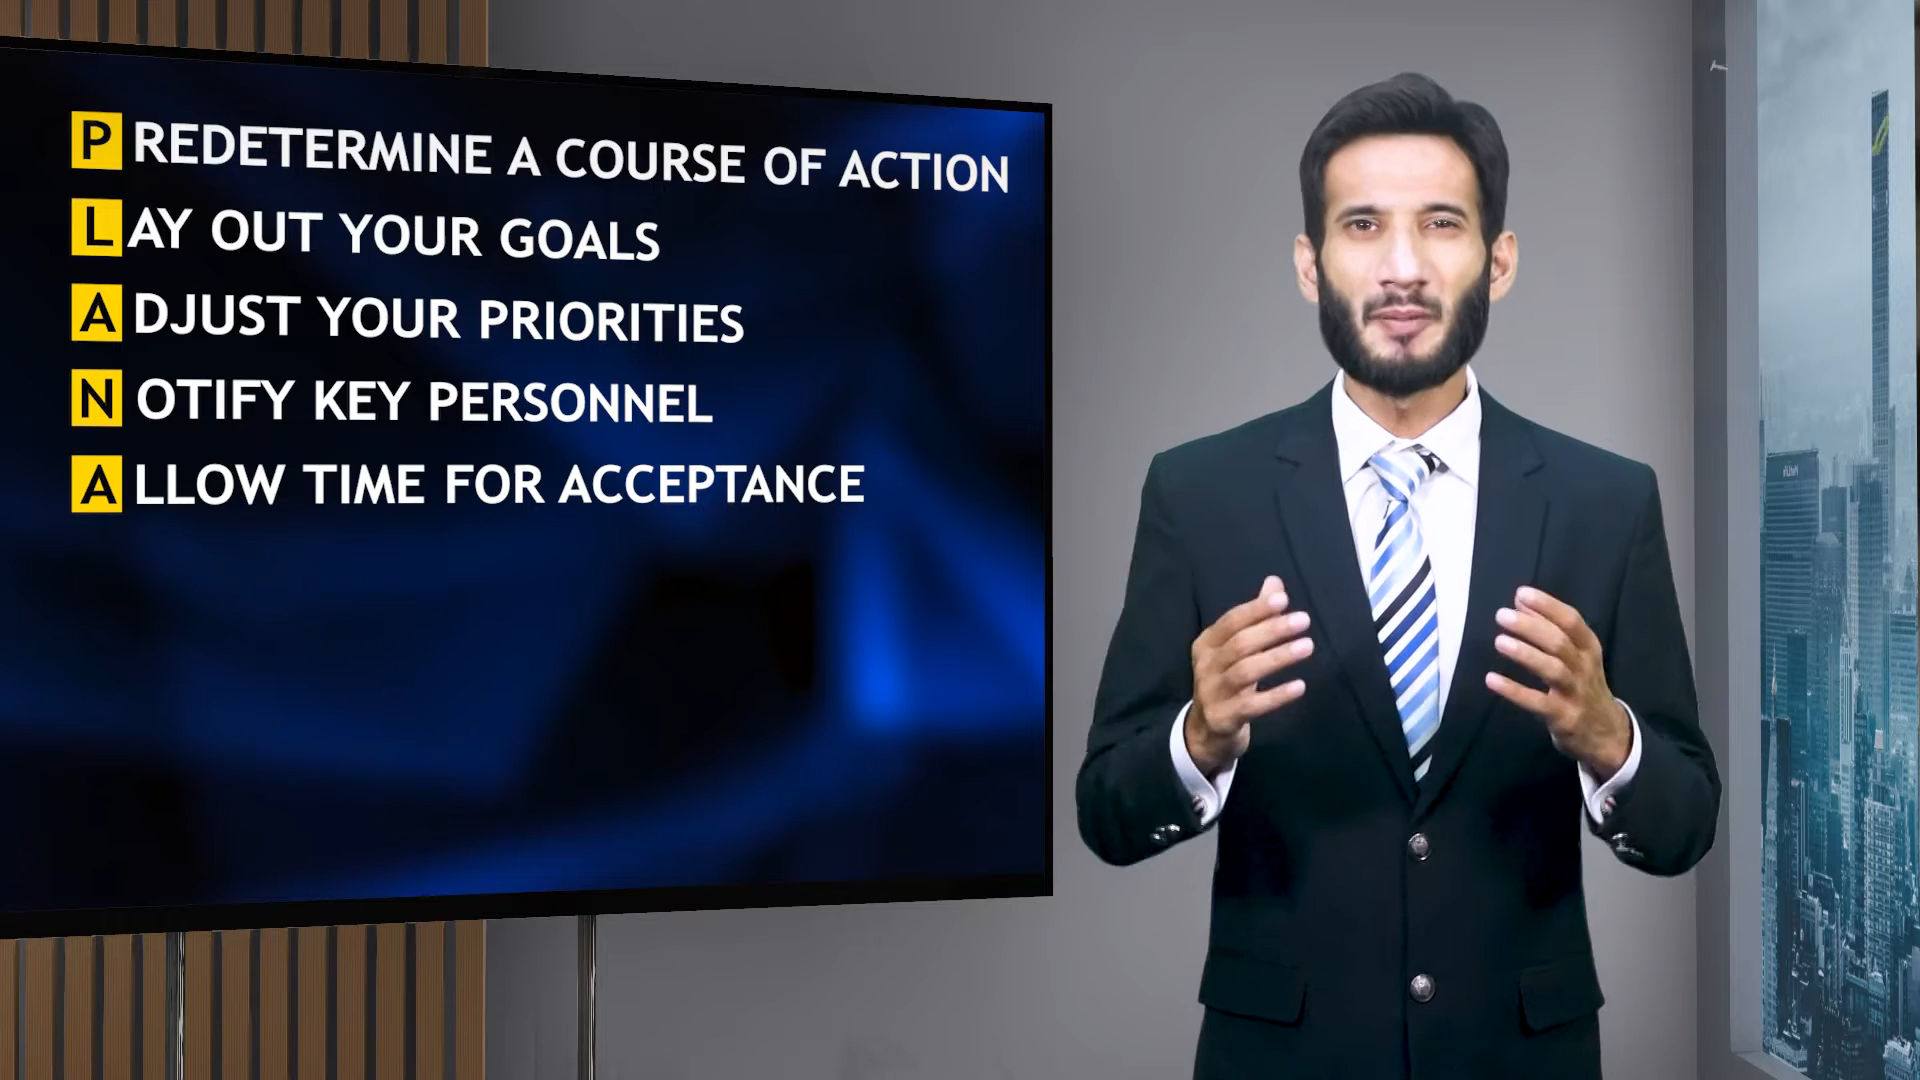 PREDETERMINE A COURSE OF ACTION
LAY OUT YOUR GOALS
ADJUST YOUR PRIORITIES
NOTIFY KEY PERSONNEL
ALLOW TIME FOR ACCEPTANCE